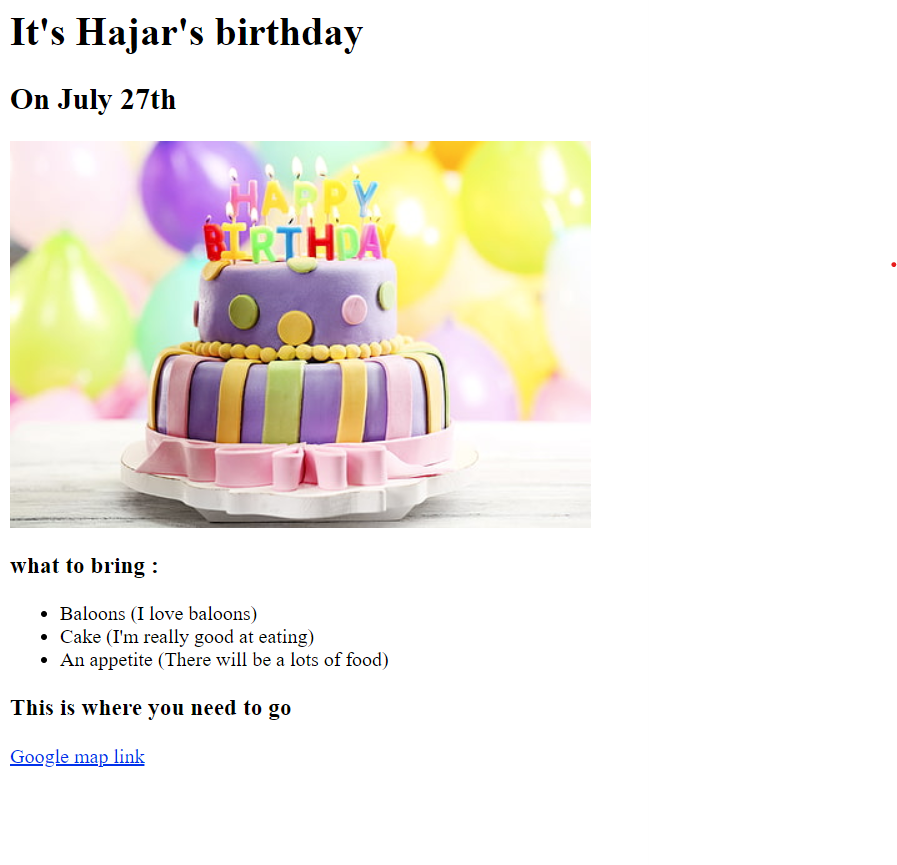 It's Hajar's birthday
On July 27th
HAPPY
BIRTHDAY
what to bring :
Baloons (I love baloons)
Cake (I'm really good at eating)
An appetite (There will be a lots of food)
This is where you need to go
Google map link